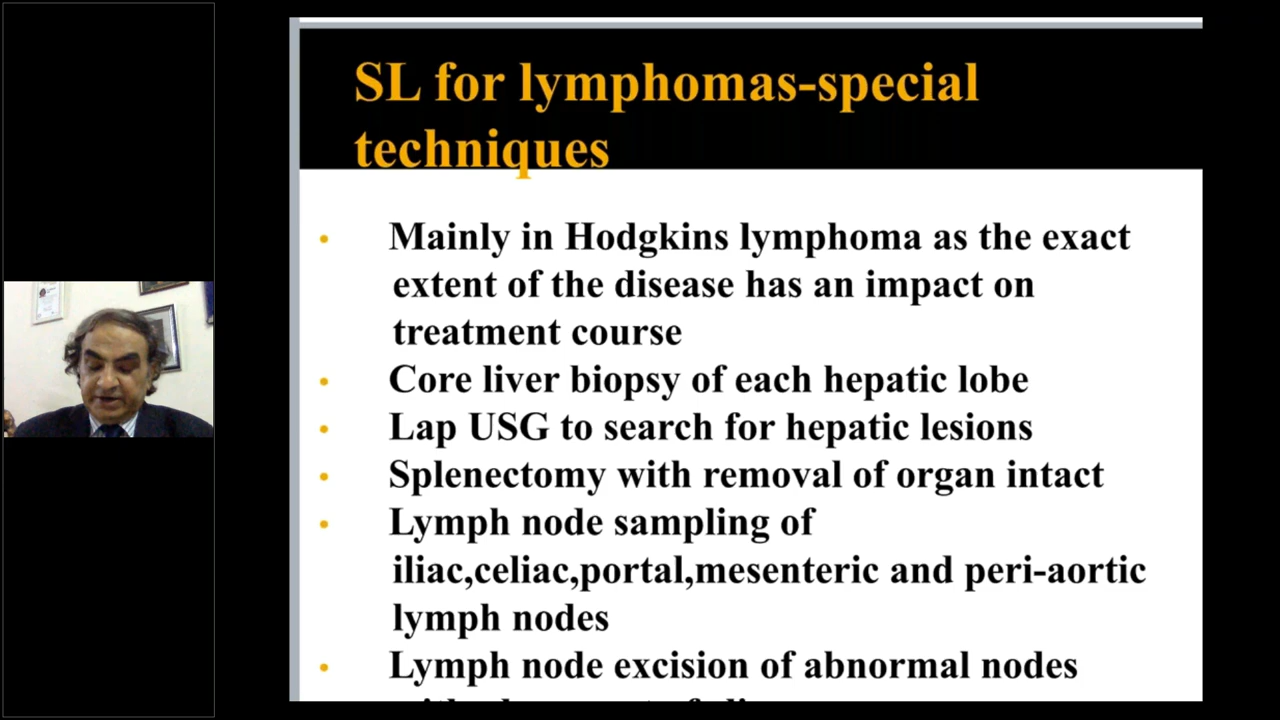 SL for lymphomas-special
techniques
• Mainly in Hodgkins lymphoma as the exact
extent of the disease has an impact on
treatment course
• Core liver biopsy of each hepatic lobe
• Lap USG to search for hepatic lesions
• Splenectomy with removal of organ intact
• Lymph node sampling of
iliac,celiac,portal,mesenteric and peri-aortic
lymph nodes
• Lymph node excision of abnormal nodes